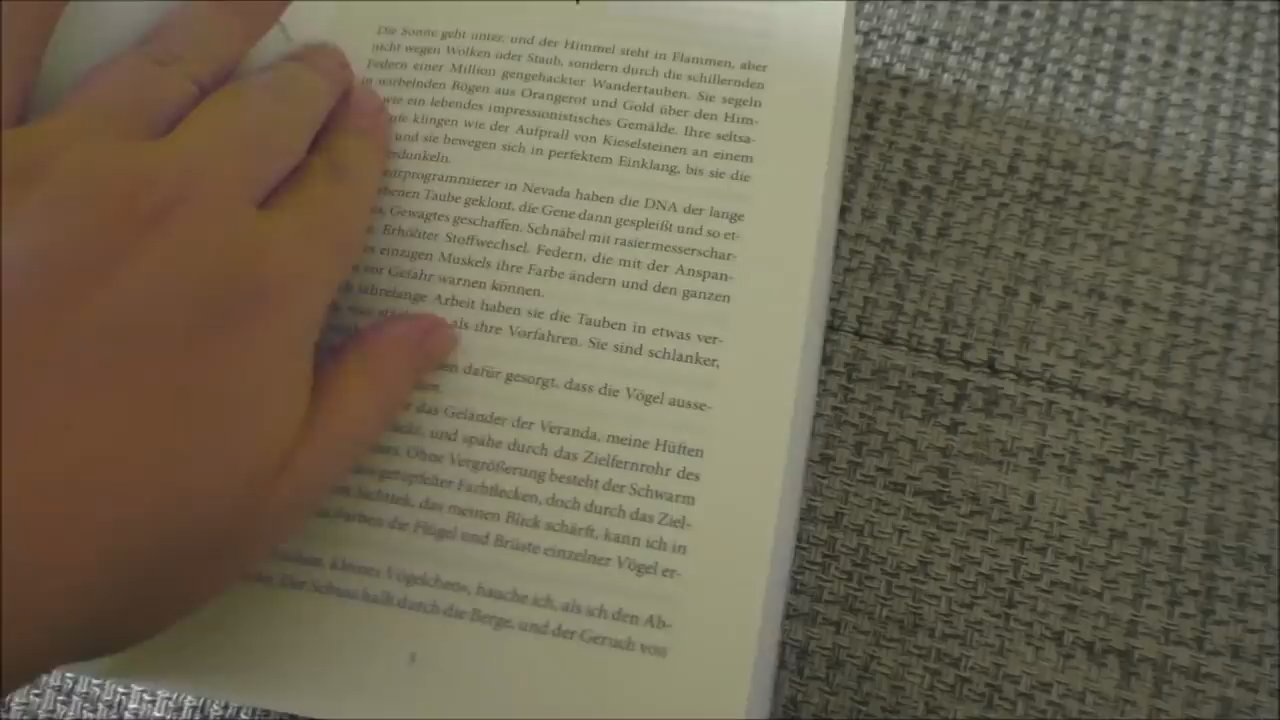 Die Sonne geht unter, und der Himmel steht in Flammen, aber
nicht wegen Wolken oder Staub, sondern durch die schillernden
Federn einer Million gengehackter Wandertauben. Sie segeln
in wirbelnden Bögen aus Orangerot und Gold über den Him-
wie ein lebendes impressionistisches Gemälde. Ihre seltsa-
klingen wie der Aufprall von Kieselsteinen an einem
und sie bewegen sich in perfektem Einklang, bis sie die
in Nevada haben die DNA der lange
Taube geklont, die Gene dann gespleißt und so et-
Gewagtes geschaffen. Schnäbel mit rasiermesserschar-
Erhöhter Stoffwechsel. Federn, die mit der Anspan-
einzigen Muskels ihre Farbe ändern und den ganzen
vor Gefahr warnen können.
jahrelange Arbeit haben sie die Tauben in etwas ver-
als ihre Vorfahren. Sie sind schlanker,
dafür gesorgt, dass die Vögel ausse-
das Geländer der Veranda, meine Hüften
und spähe durch das Zielfernrohr des
Ohne Vergrößerung besteht der Schwarm
Farbflecken, doch durch das Ziel-
das meinen Blick schärft, kann ich in
die Flügel und Brüste einzelner Vögel er-
kleines Vögelchen«, hauche ich, als ich den Ab-
Der Schuss hallt durch die Berge, und der Geruch von